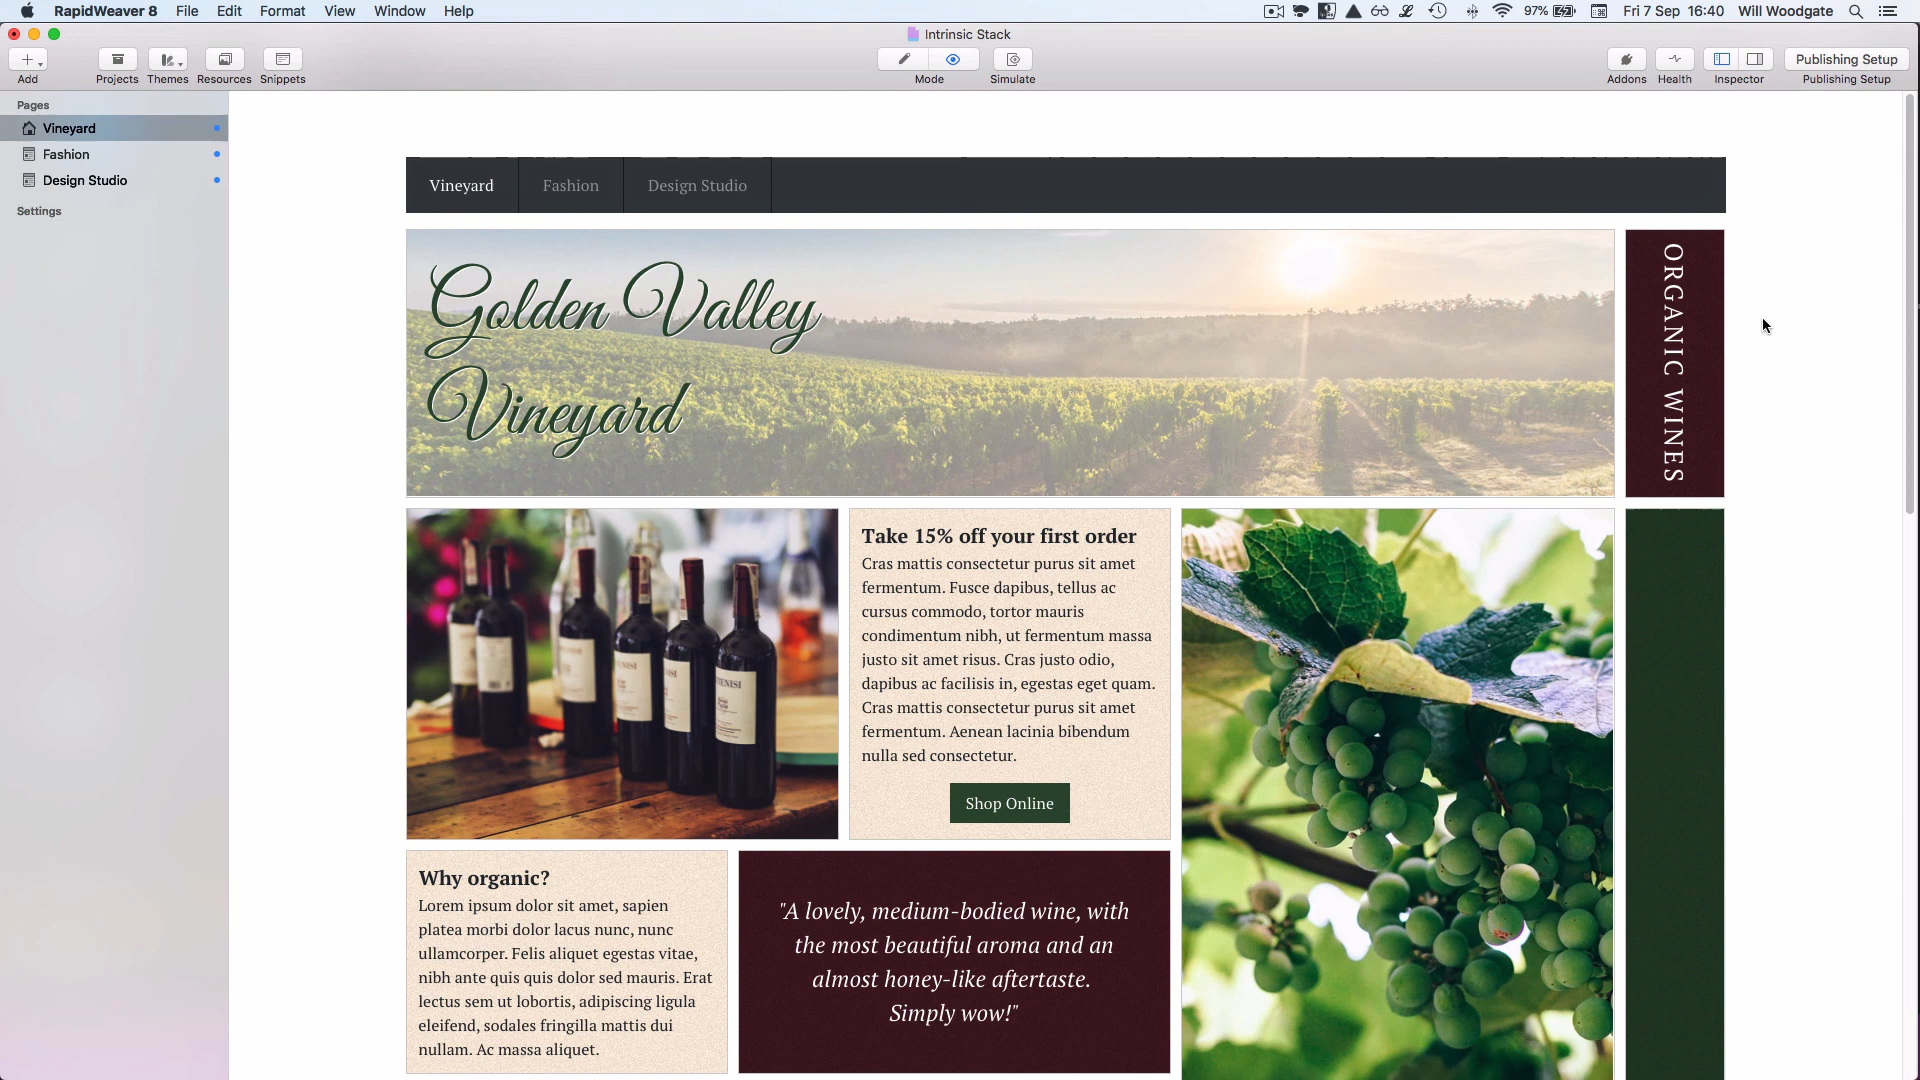 RapidWeaver 8 File Edit Format View Window Help 97% Fri 7 Sep 16:40 Will Woodgate
Intrinsic Stack
Add Projects Themes Resources Snippets Mode Simulate Addons Health Inspector Publishing Setup
Publishing Setup
Pages
Vineyard
Fashion
Design Studio
Settings
Vineyard Fashion Design Studio
Golden Valley
Vineyard
ORGANIC WINES
Take 15% off your first order
Cras mattis consectetur purus sit amet
fermentum. Fusce dapibus, tellus ac
cursus commodo, tortor mauris
condimentum nibh, ut fermentum massa
justo sit amet risus. Cras justo odio,
dapibus ac facilisis in, egestas eget quam.
Cras mattis consectetur purus sit amet
fermentum. Aenean lacinia bibendum
nulla sed consectetur.
Shop Online
Why organic?
Lorem ipsum dolor sit amet, sapien
platea morbi dolor lacus nunc, nunc
ullamcorper. Felis aliquet egestas vitae,
nibh ante quis quis dolor sed mauris. Erat
lectus sem ut lobortis, adipiscing ligula
eleifend, sodales fringilla mattis dui
nullam. Ac massa aliquet.
"A lovely, medium-bodied wine, with
the most beautiful aroma and an
almost honey-like aftertaste.
Simply wow!"